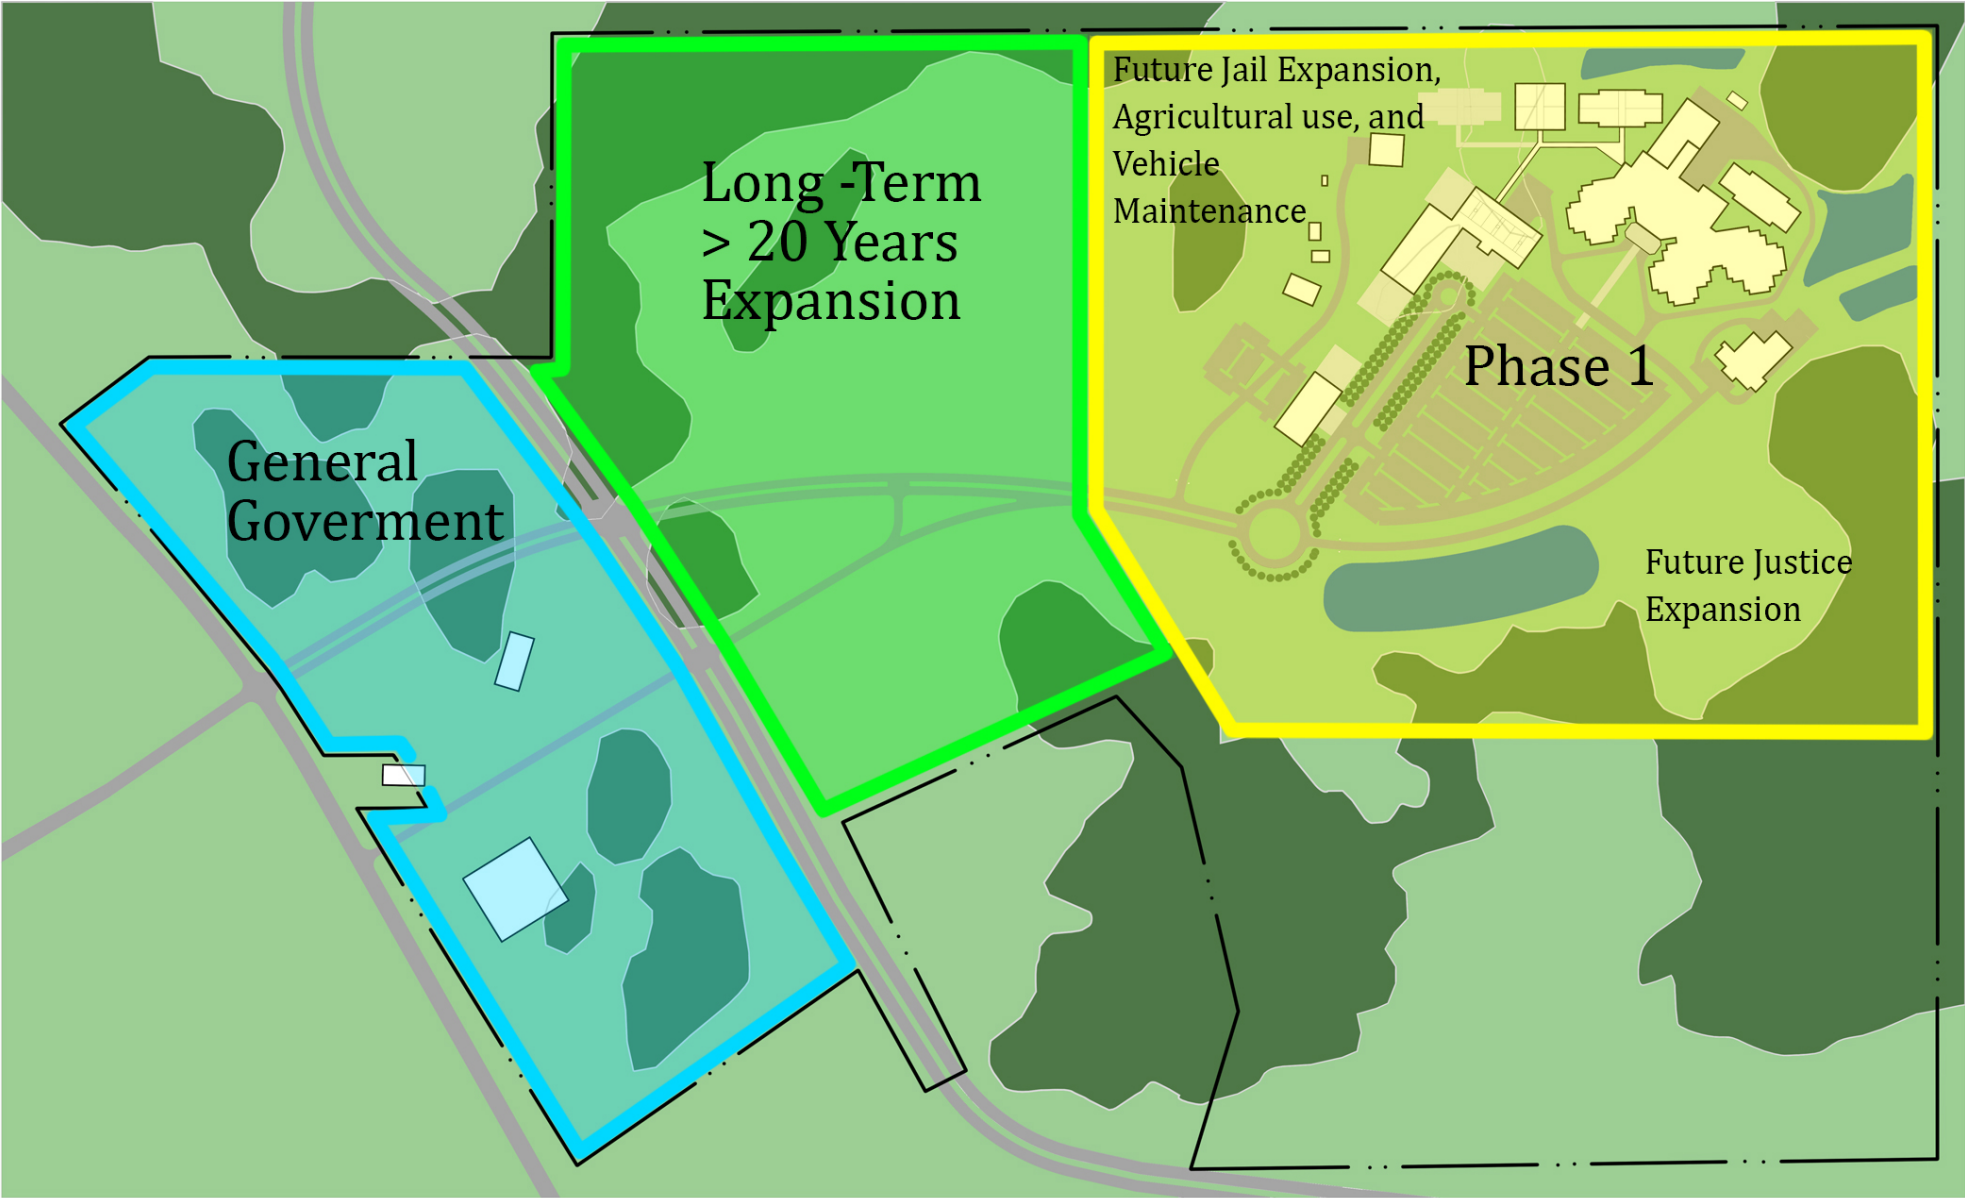 Future Jail Expansion,
Agricultural use, and
Vehicle
Maintenance
Long -Term
> 20 Years
Expansion
Phase 1
General
Goverment
Future Justice
Expansion